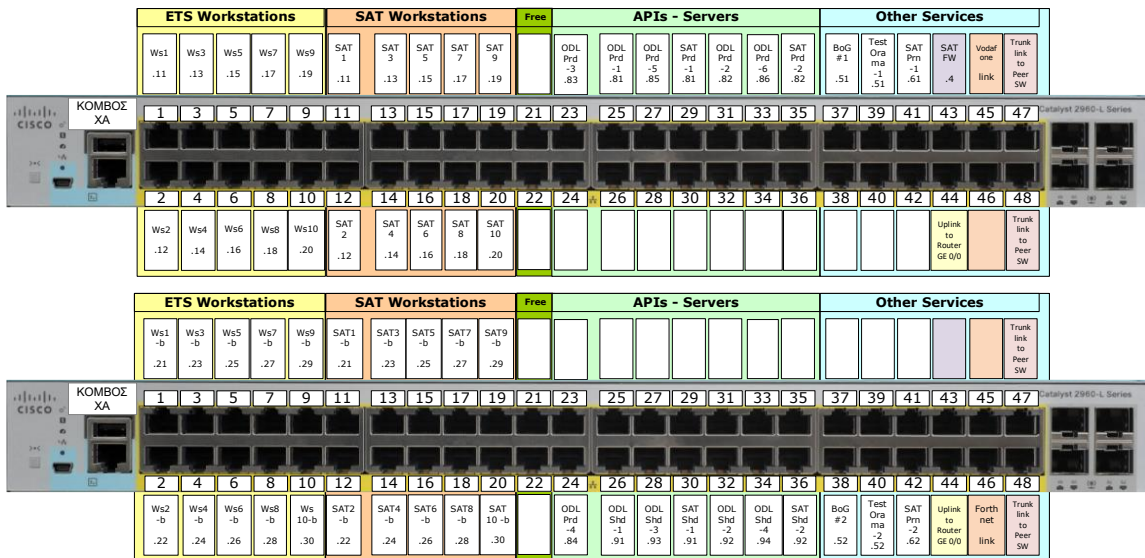 ETS Workstations SAT Workstations Free APIs - Servers Other Services
Ws1 .11
Ws3 .13
Ws5 .15
Ws7 .17
Ws9 .19
SAT 1 .11
SAT 3 .13
SAT 5 .15
SAT 7 .17
SAT 9 .19
ODL Prd -3 .83
ODL Prd -1 .81
ODL Prd -5 .85
SAT Prd -1 .81
ODL Prd -2 .82
ODL Prd -6 .86
SAT Prd -2 .82
BoG #1 .51
Test Ora ma -1 .51
SAT Prn -1 .61
SAT FW .4
Vodaf one link
Trunk link to Peer SW
CISCO
ΚΟΜΒΟΣ ΧΑ
1 3 5 7 9 11 13 15 17 19 21 23 25 27 29 31 33 35 37 39 41 43 45 47
Catalyst 2960-L Series
2 4 6 8 10 12 14 16 18 20 22 24 26 28 30 32 34 36 38 40 42 44 46 48
Ws2 .12
Ws4 .14
Ws6 .16
Ws8 .18
Ws10 .20
SAT 2 .12
SAT 4 .14
SAT 6 .16
SAT 8 .18
SAT 10 .20
Uplink to Router GE 0/0
Trunk link to Peer SW
ETS Workstations SAT Workstations Free APIs - Servers Other Services
Ws1 -b .21
Ws3 -b .23
Ws5 -b .25
Ws7 -b .27
Ws9 -b .29
SAT1 -b .21
SAT3 -b .23
SAT5 -b .25
SAT7 -b .27
SAT9 -b .29
Trunk link to Peer SW
CISCO
ΚΟΜΒΟΣ ΧΑ
1 3 5 7 9 11 13 15 17 19 21 23 25 27 29 31 33 35 37 39 41 43 45 47
Catalyst 2960-L Series
2 4 6 8 10 12 14 16 18 20 22 24 26 28 30 32 34 36 38 40 42 44 46 48
Ws2 -b .22
Ws4 -b .24
Ws6 -b .26
Ws8 -b .28
Ws 10-b .30
SAT2 -b .22
SAT4 -b .24
SAT6 -b .26
SAT8 -b .28
SAT 10 -b .30
ODL Prd -4 .84
ODL Shd -1 .91
ODL Shd -3 .93
SAT Shd -1 .91
ODL Shd -2 .92
ODL Shd -4 .94
SAT Shd -2 .92
BoG #2 .52
Test Ora ma -2 .52
SAT Prn -2 .62
Uplink to Router GE 0/0
Forth net link
Trunk link to Peer SW